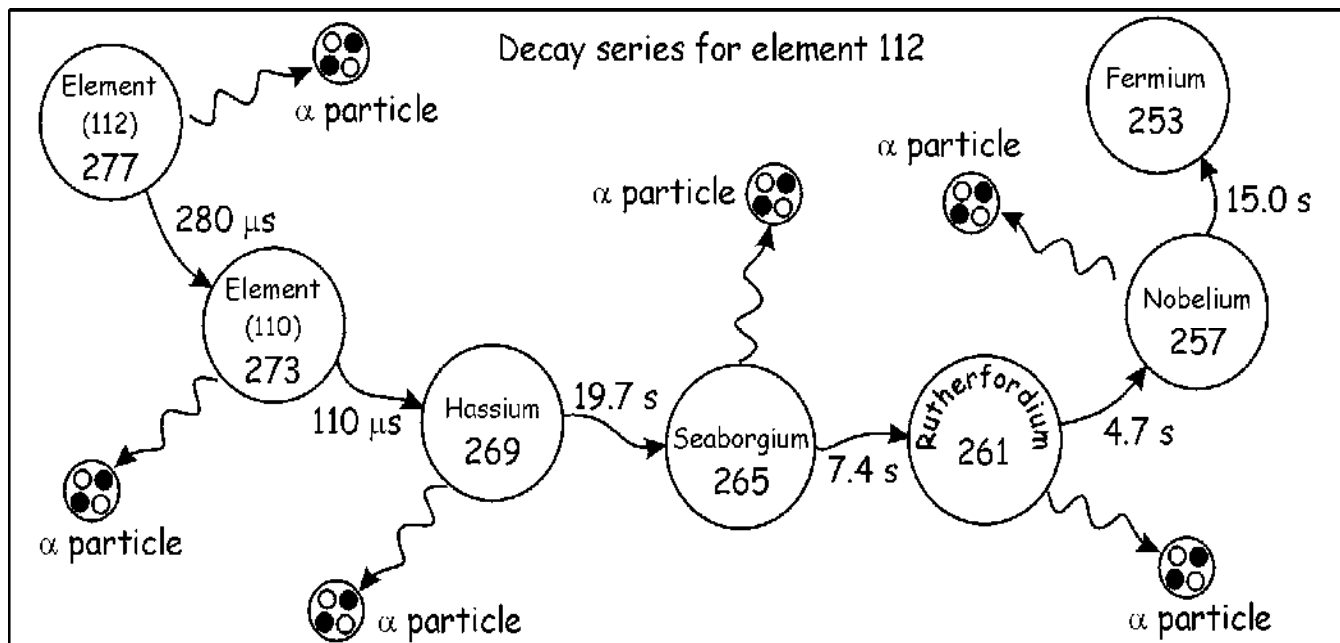 Decay series for element 112
Element
(112)
277
α particle
280 μs
Element
(110)
273
α particle
110 μs
Hassium
269
α particle
19.7 s
Seaborgium
265
α particle
7.4 s
Rutherfordium
261
α particle
4.7 s
Nobelium
257
α particle
15.0 s
Fermium
253